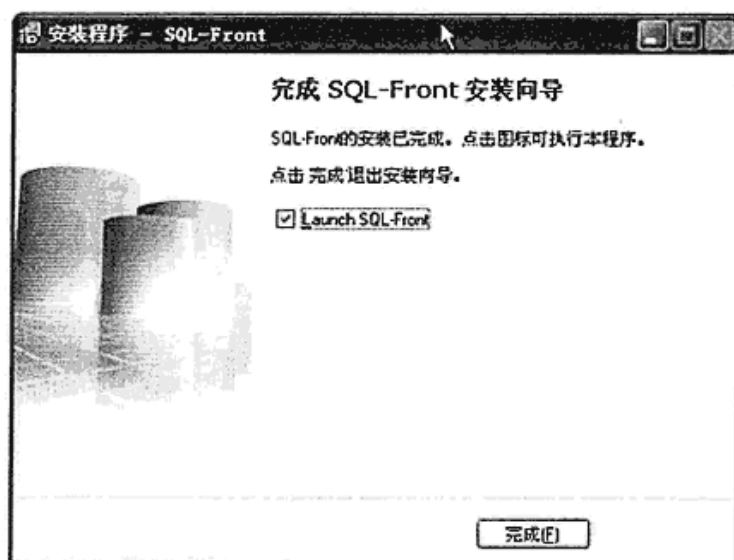 安装程序 - SQL-Front
完成 SQL-Front 安装向导
SQL-Front的安装已完成。点击图标可执行本程序。
点击'完成'退出安装向导。
Launch SQL-Front
完成(F)